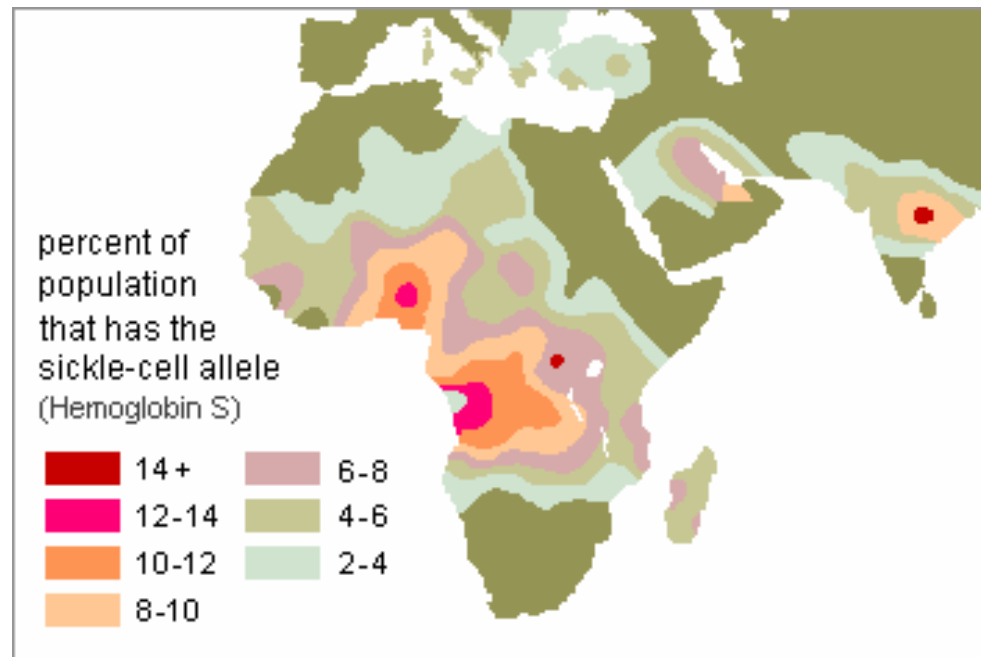 percent of
population
that has the
sickle-cell allele
(Hemoglobin S)
14 +
12-14
10-12
8-10
6-8
4-6
2-4